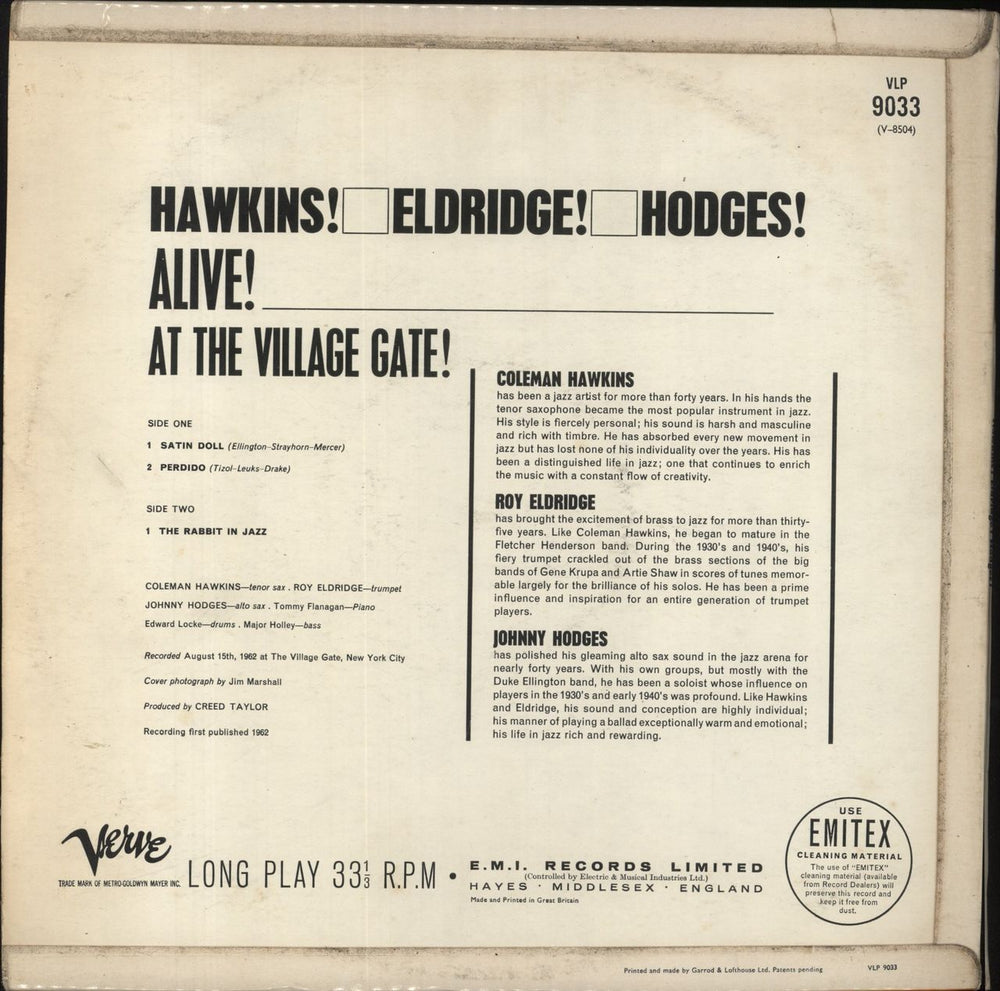 VLP
9033
(V-8504)
HAWKINS! ELDRIDGE! HODGES!
ALIVE!
AT THE VILLAGE GATE!
SIDE ONE
1 SATIN DOLL (Ellington-Strayhorn-Mercer)
2 PERDIDO (Tizol-Leuks-Drake)
SIDE TWO
1 THE RABBIT IN JAZZ
COLEMAN HAWKINS—tenor sax . ROY ELDRIDGE—trumpet
JOHNNY HODGES—alto sax . Tommy Flanagan—Piano
Edward Locke—drums . Major Holley—bass
Recorded August 15th, 1962 at The Village Gate, New York City
Cover photograph by Jim Marshall
Produced by CREED TAYLOR
Recording first published 1962
COLEMAN HAWKINS
has been a jazz artist for more than forty years. In his hands the
tenor saxophone became the most popular instrument in jazz.
His style is fiercely personal; his sound is harsh and masculine
and rich with timbre. He has absorbed every new movement in
jazz but has lost none of his individuality over the years. His has
been a distinguished life in jazz; one that continues to enrich
the music with a constant flow of creativity.
ROY ELDRIDGE
has brought the excitement of brass to jazz for more than thirty-
five years. Like Coleman Hawkins, he began to mature in the
Fletcher Henderson band. During the 1930's and 1940's, his
fiery trumpet crackled out of the brass sections of the big
bands of Gene Krupa and Artie Shaw in scores of tunes memor-
able largely for the brilliance of his solos. He has been a prime
influence and inspiration for an entire generation of trumpet
players.
JOHNNY HODGES
has polished his gleaming alto sax sound in the jazz arena for
nearly forty years. With his own groups, but mostly with the
Duke Ellington band, he has been a soloist whose influence on
players in the 1930's and early 1940's was profound. Like Hawkins
and Eldridge, his sound and conception are highly individual;
his manner of playing a ballad exceptionally warm and emotional;
his life in jazz rich and rewarding.
Verve
TRADE MARK OF METRO-GOLDWYN MAYER INC.
LONG PLAY 33⅓ R.P.M •
E.M.I. RECORDS LIMITED
(Controlled by Electric & Musical Industries Ltd.)
HAYES · MIDDLESEX · ENGLAND
Made and Printed in Great Britain
USE
EMITEX
CLEANING MATERIAL
The use of "EMITEX"
cleaning material (available
from Record Dealers) will
preserve this record and
keep it free from
dust.
Printed and made by Garrod & Lofthouse Ltd. Patents pending
VLP 9033